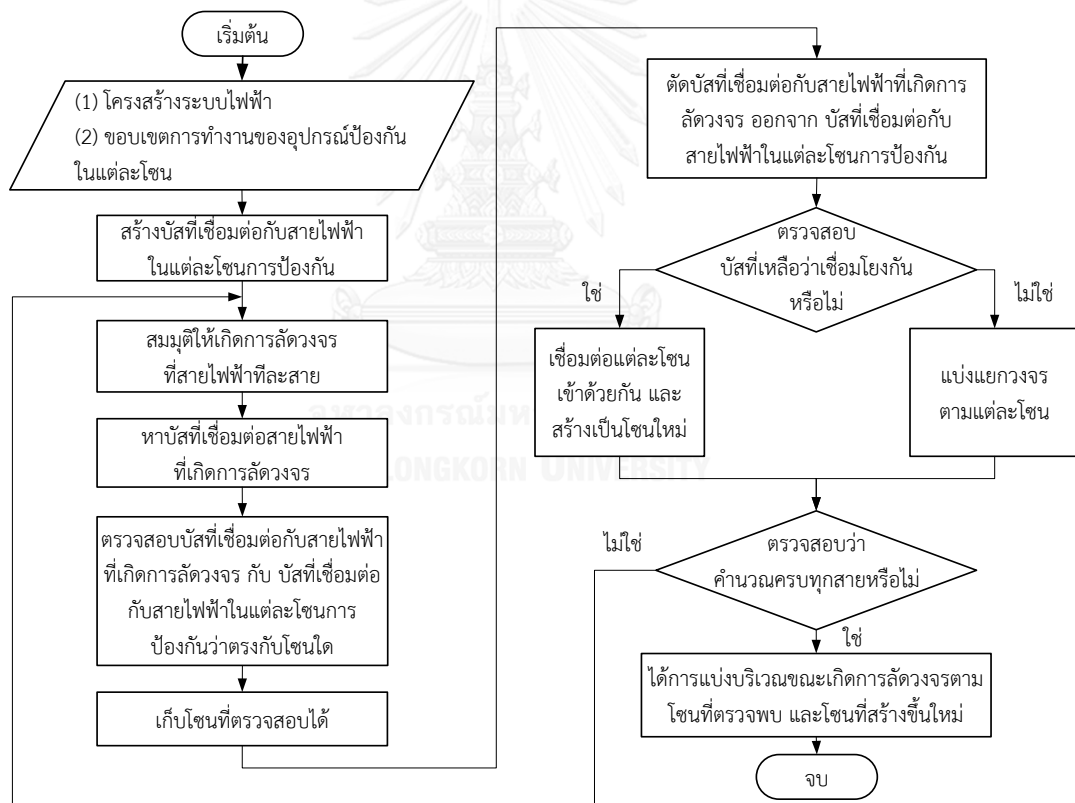 เริ่มต้น
(1) โครงสร้างระบบไฟฟ้า
(2) ขอบเขตการทำงานของอุปกรณ์ป้องกัน
ในแต่ละโซน
สร้างบัสที่เชื่อมต่อกับสายไฟฟ้า
ในแต่ละโซนการป้องกัน
สมมุติให้เกิดการลัดวงจร
ที่สายไฟฟ้าทีละสาย
หาบัสที่เชื่อมต่อสายไฟฟ้า
ที่เกิดการลัดวงจร
ตรวจสอบบัสที่เชื่อมต่อกับสายไฟฟ้า
ที่เกิดการลัดวงจร กับ บัสที่เชื่อมต่อ
กับสายไฟฟ้าในแต่ละโซนการ
ป้องกันว่าตรงกับโซนใด
เก็บโซนที่ตรวจสอบได้
ตัดบัสที่เชื่อมต่อกับสายไฟฟ้าที่เกิดการ
ลัดวงจร ออกจาก บัสที่เชื่อมต่อกับ
สายไฟฟ้าในแต่ละโซนการป้องกัน
ตรวจสอบ
บัสที่เหลือว่าเชื่อมโยงกัน
หรือไม่
ใช่
ไม่ใช่
เชื่อมต่อแต่ละโซน
เข้าด้วยกัน และ
สร้างเป็นโซนใหม่
แบ่งแยกวงจร
ตามแต่ละโซน
LONGKORN UNIVERSITY
ตรวจสอบว่า
คำนวณครบทุกสายหรือไม่
ไม่ใช่
ใช่
ได้การแบ่งบริเวณขณะเกิดการลัดวงจรตาม
โซนที่ตรวจพบ และโซนที่สร้างขึ้นใหม่
จบ